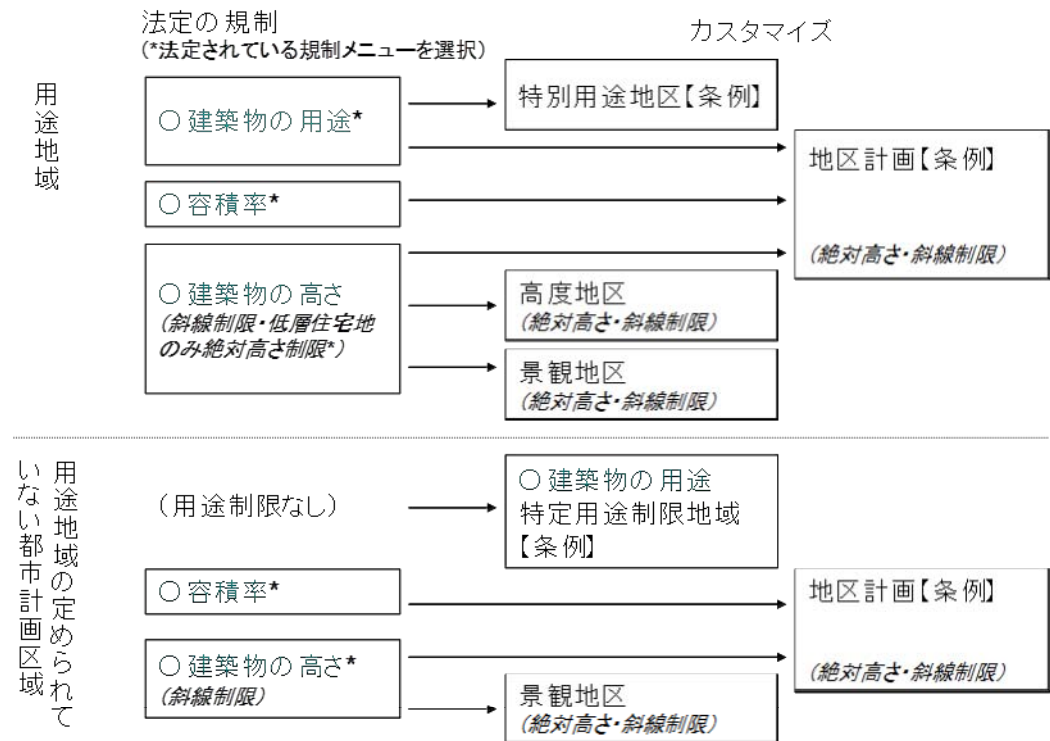 法定の規制
(*法定されている規制メニューを選択)
カスタマイズ
用途地域
○ 建築物の用途*
特別用途地区【条例】
地区計画【条例】
(絶対高さ・斜線制限)
○ 容積率*
○ 建築物の高さ
(斜線制限・低層住宅地
のみ絶対高さ制限*)
高度地区
(絶対高さ・斜線制限)
景観地区
(絶対高さ・斜線制限)
用途地域の定められて
いない都市計画区域
(用途制限なし)
○ 建築物の用途
特定用途制限地域
【条例】
○ 容積率*
地区計画【条例】
(絶対高さ・斜線制限)
○ 建築物の高さ*
(斜線制限)
景観地区
(絶対高さ・斜線制限)